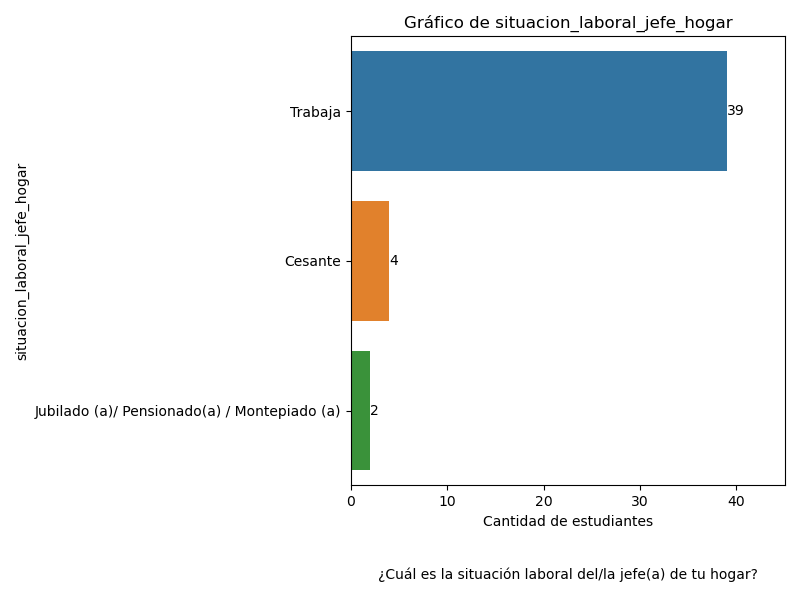 Gráfico de situacion_laboral_jefe_hogar
situacion_laboral_jefe_hogar
Trabaja
39
Cesante
4
Jubilado (a)/ Pensionado(a) / Montepiado (a)
2
0 10 20 30 40
Cantidad de estudiantes
¿Cuál es la situación laboral del/la jefe(a) de tu hogar?